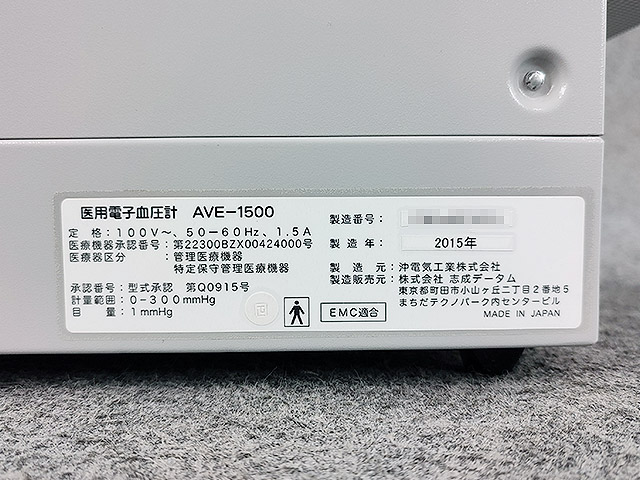 医用電子血圧計 AVE-1500
定格:100V〜、50-60Hz、1.5A
医療機器承認番号:第22300BZX00424000号
医療器区分:管理医療機器
特定保守管理医療機器
承認番号:型式承認 第Q0915号
計量範囲:0-300mmHg
目量:1mmHg
EMC適合
製造番号:
製造年:2015年
製造元:沖電気工業株式会社
製造販売元:株式会社 志成データム
東京都町田市小山ヶ丘二丁目2番地5
まちだテクノパーク内センタービル
MADE IN JAPAN